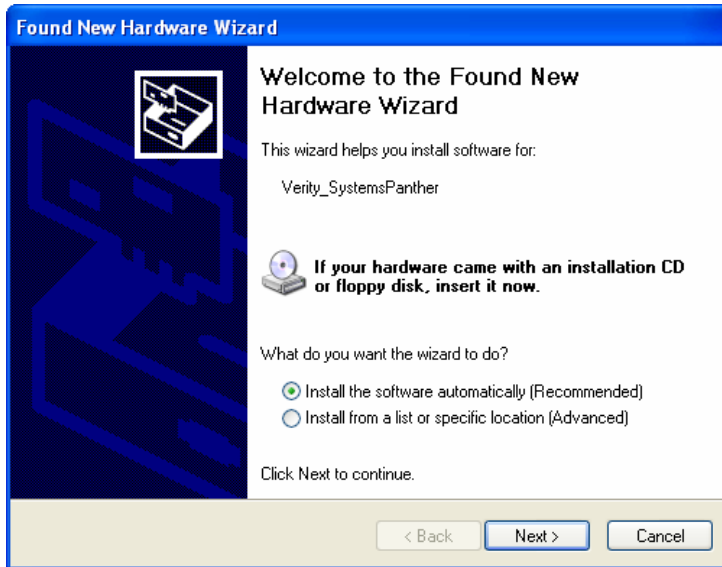 Found New Hardware Wizard
Welcome to the Found New
Hardware Wizard
This wizard helps you install software for:
Verity_SystemsPanther
If your hardware came with an installation CD
or floppy disk, insert it now.
What do you want the wizard to do?
Install the software automatically (Recommended)
Install from a list or specific location (Advanced)
Click Next to continue.
< Back
Next >
Cancel